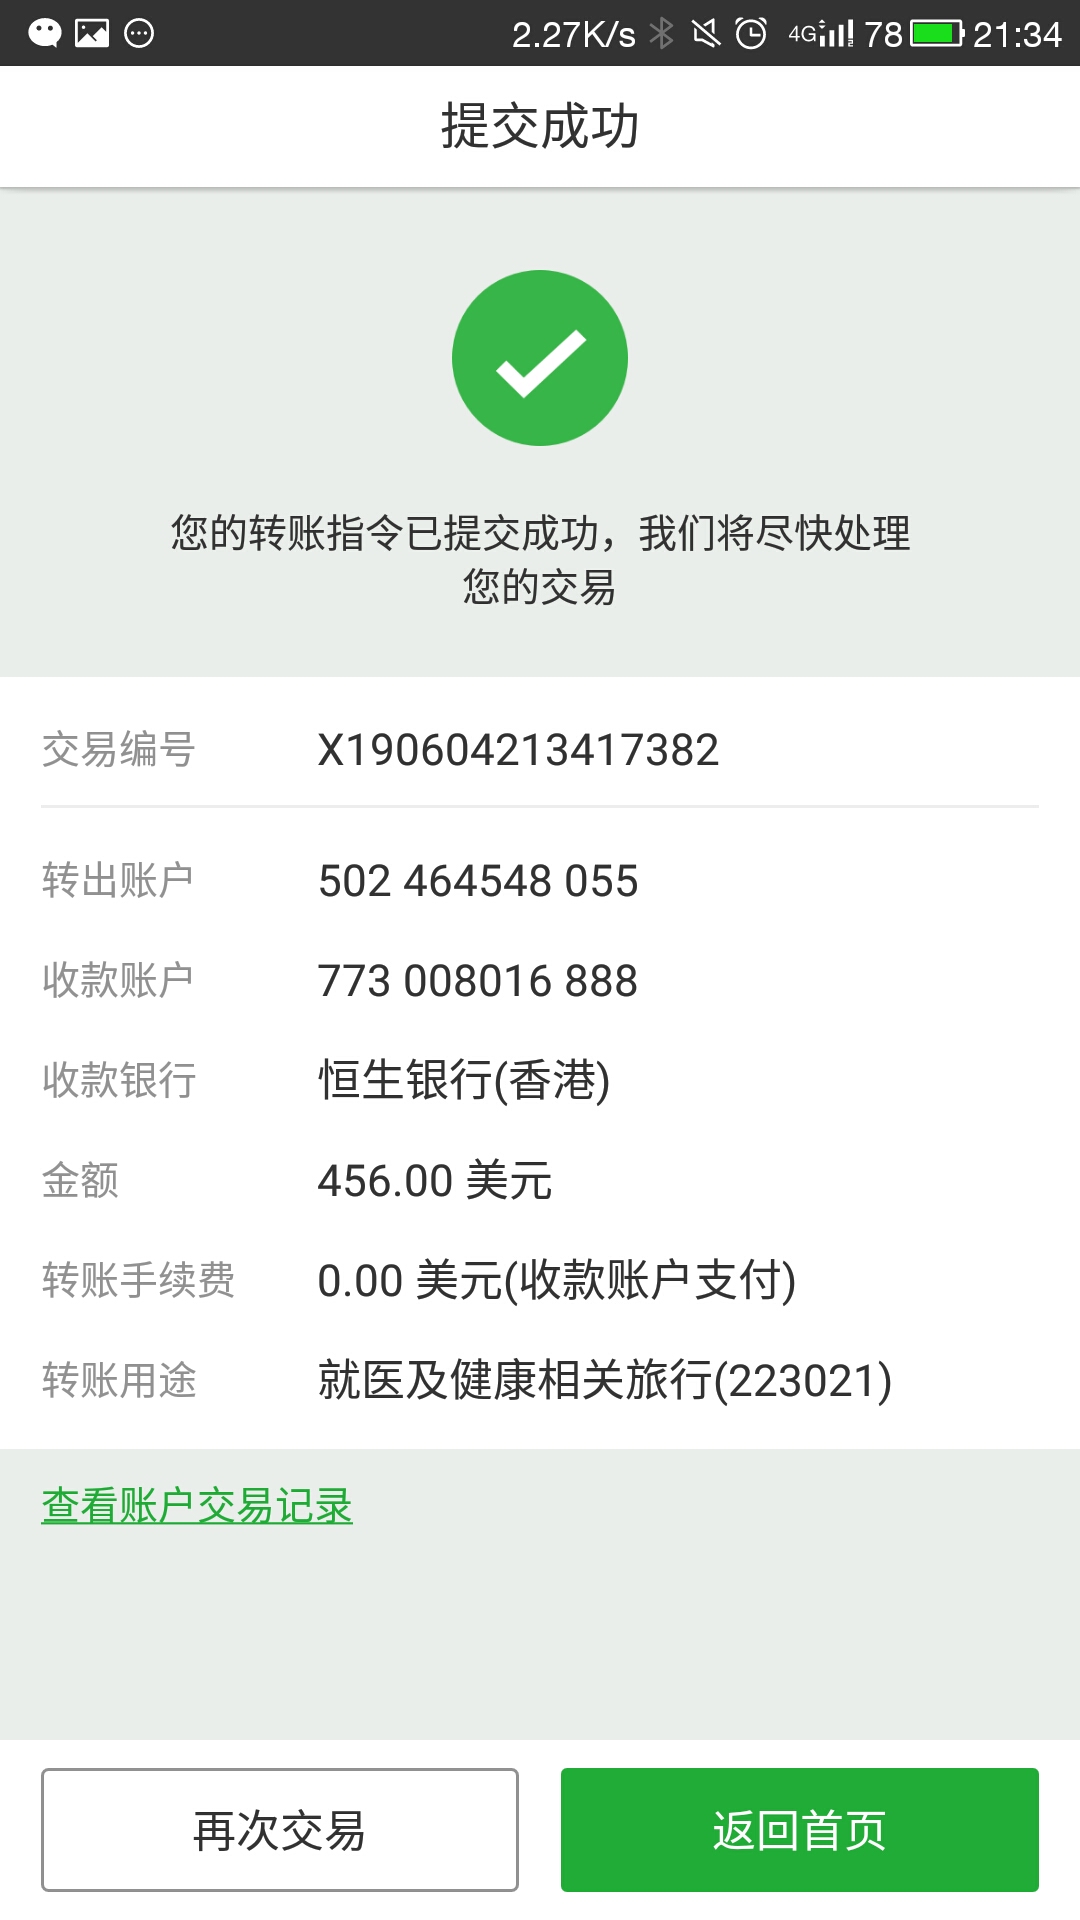 2.27K/s 4G 78 21:34
提交成功
您的转账指令已提交成功，我们将尽快处理
您的交易
交易编号 X190604213417382
转出账户 502 464548 055
收款账户 773 008016 888
收款银行 恒生银行(香港)
金额 456.00 美元
转账手续费 0.00 美元(收款账户支付)
转账用途 就医及健康相关旅行(223021)
查看账户交易记录
再次交易 返回首页